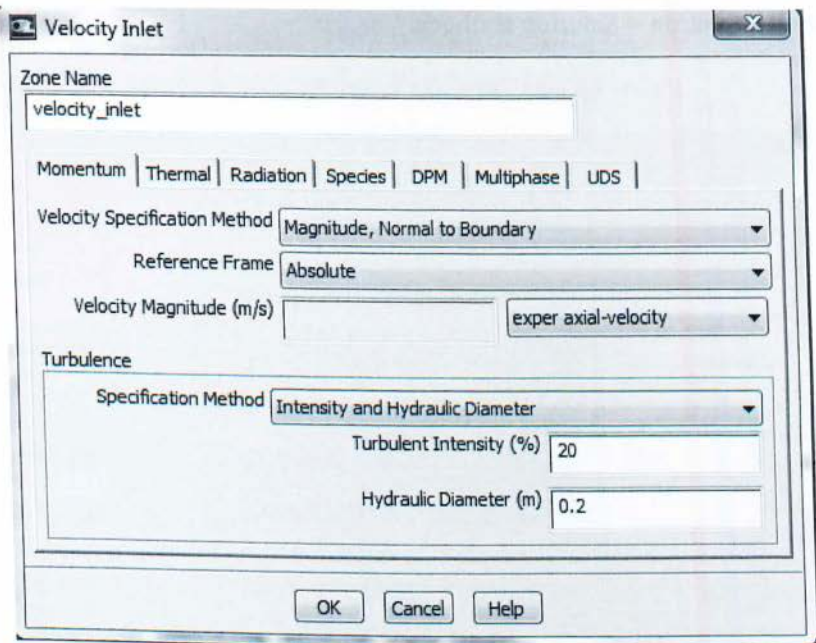 Velocity Inlet
Zone Name
velocity_inlet
Momentum Thermal Radiation Species DPM Multiphase UDS
Velocity Specification Method Magnitude, Normal to Boundary
Reference Frame Absolute
Velocity Magnitude (m/s) exper axial-velocity
Turbulence
Specification Method Intensity and Hydraulic Diameter
Turbulent Intensity (%) 20
Hydraulic Diameter (m) 0.2
OK Cancel Help